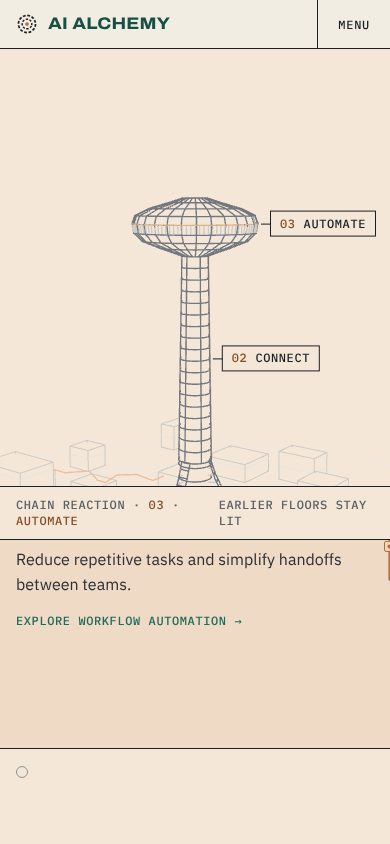 AI ALCHEMY
MENU
03 AUTOMATE
02 CONNECT
CHAIN REACTION · 03 ·
AUTOMATE
EARLIER FLOORS STAY
LIT
Reduce repetitive tasks and simplify handoffs
between teams.
EXPLORE WORKFLOW AUTOMATION →